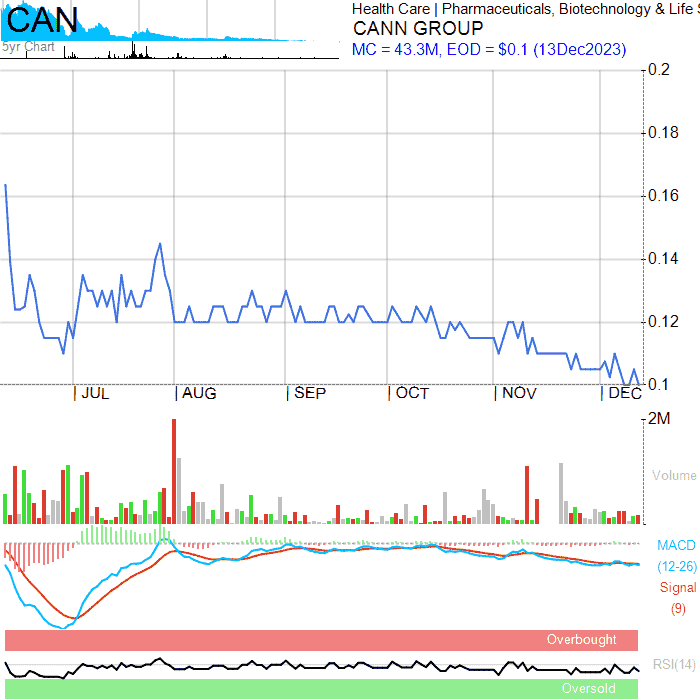 CAN
5yr Chart
Health Care | Pharmaceuticals, Biotechnology & Life S
CANN GROUP
MC = 43.3M, EOD = $0.1 (13Dec2023)
0.2
0.18
0.16
0.14
0.12
0.1
| JUL | AUG | SEP | OCT | NOV | DEC
2M
Volume
MACD
(12-26)
Signal
(9)
Overbought
RSI(14)
Oversold